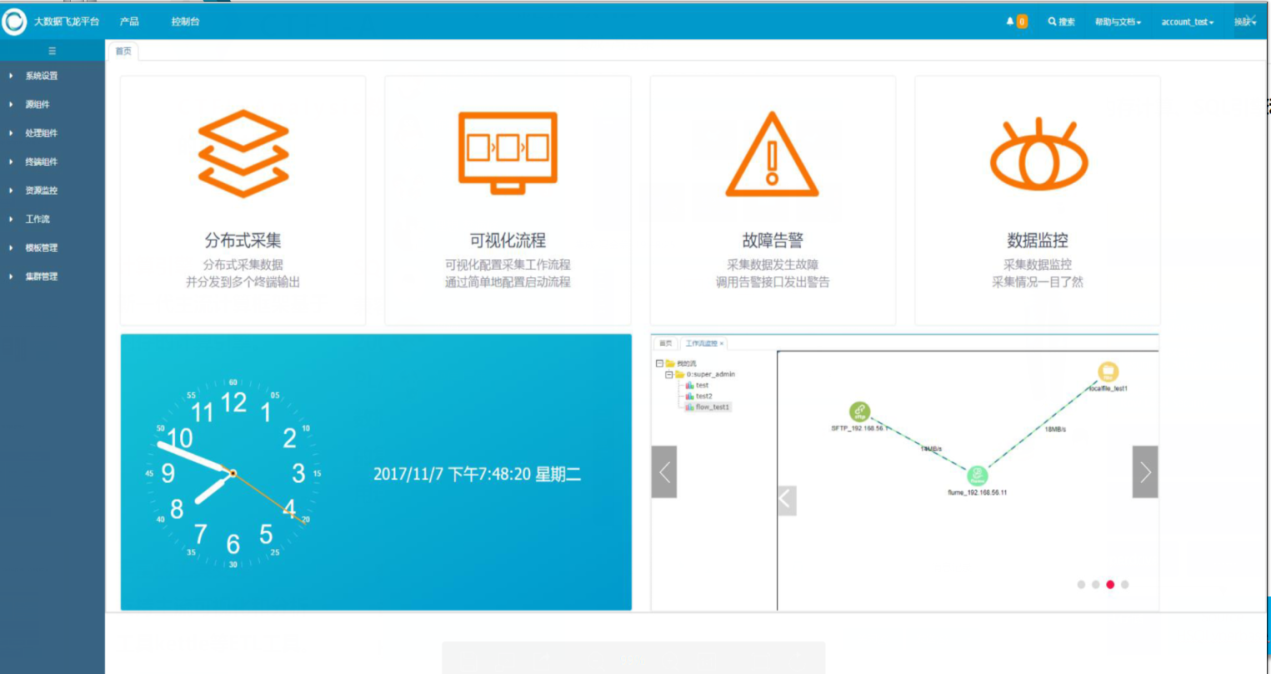 大数据飞龙平台 产品 控制台 0 搜索 帮助与文档 account_test 换肤
首页
系统设置
源组件
处理组件
终端组件
资源监控
工作流
模板管理
集群管理
分布式采集
分布式采集数据
并分发到多个终端输出
可视化流程
可视化配置采集工作流程
通过简单地配置启动流程
故障告警
采集数据发生故障
调用告警接口发出警告
数据监控
采集数据监控
采集情况一目了然
60
05
10
15
20
25
30
35
40
45
50
55
12
1
2
3
4
5
6
7
8
9
10
11
2017/11/7 下午7:48:20 星期二
首页 工作流监控 ×
我的流
0:super_admin
test
test2
flow_test1
SFTP_192.168.56.1
18MB/s
flume_192.168.56.11
18MB/s
localfile_test1